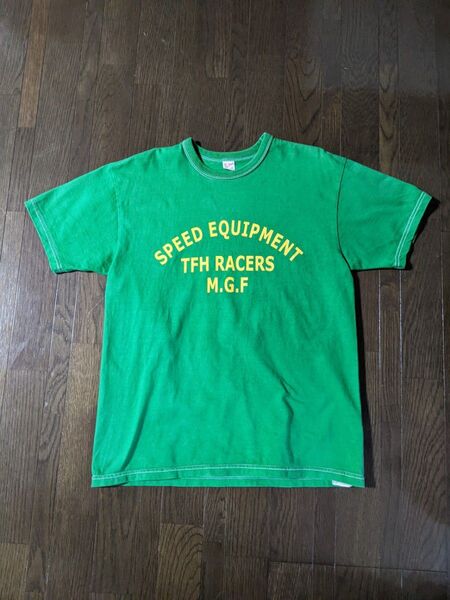 SPEED EQUIPMENT
TFH RACERS
M.G.F